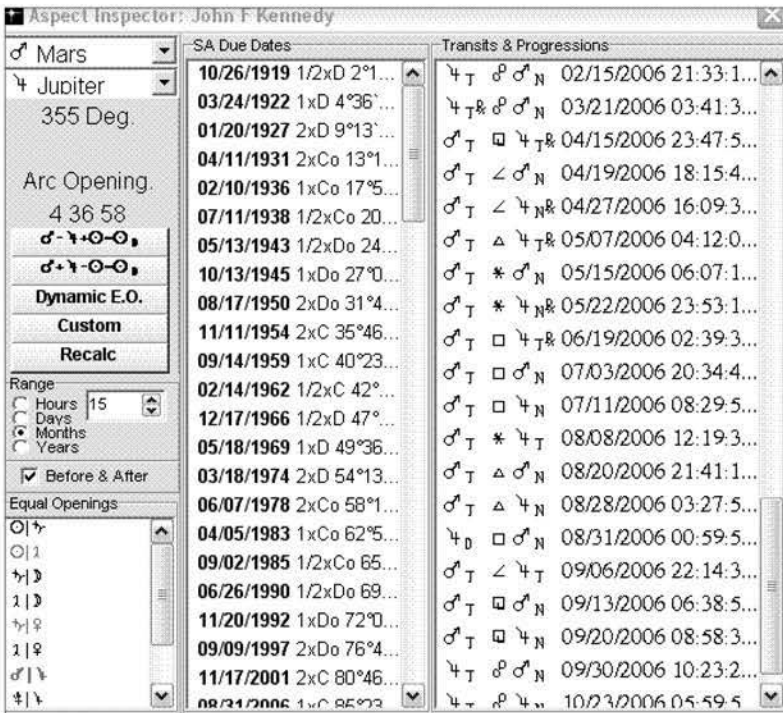 Aspect Inspector: John F Kennedy
♂ Mars
♃ Jupiter
355 Deg.
Arc Opening.
4 36 58
Dynamic E.O.
Custom
Recalc
Range
Hours 15
Days
Months
Years
Before & After
Equal Openings
☉|♄
♄|☽
♄|♀
SA Due Dates
10/26/1919 1/2xD 2°1...
03/24/1922 1xD 4°36'...
01/20/1927 2xD 9°13'...
04/11/1931 2xCo 13°1...
02/10/1936 1xCo 17°5...
07/11/1938 1/2xCo 20...
05/13/1943 1/2xDo 24...
10/13/1945 1xDo 27°0...
08/17/1950 2xDo 31°4...
11/11/1954 2xC 35°46...
09/14/1959 1xC 40°23...
02/14/1962 1/2xC 42°...
12/17/1966 1/2xD 47°...
05/18/1969 1xD 49°36...
03/18/1974 2xD 54°13...
06/07/1978 2xCo 58°1...
04/05/1983 1xCo 62°5...
09/02/1985 1/2xCo 65...
06/26/1990 1/2xDo 69...
11/20/1992 1xDo 72°0...
09/09/1997 2xDo 76°4...
11/17/2001 2xC 80°46...
08/31/2006 1xC 85°23...
Transits & Progressions
♃ T ☍ ♂ N 02/15/2006 21:33:1...
♃ T℞ ☍ ♂ N 03/21/2006 03:41:3...
♂ T ⚼ ♃ T℞ 04/15/2006 23:47:5...
♂ T ∠ ♂ N 04/19/2006 18:15:4...
♂ T ∠ ♃ N℞ 04/27/2006 16:09:3...
♂ T △ ♃ T℞ 05/07/2006 04:12:0...
♂ T ⚹ ♂ N 05/15/2006 06:07:1...
♂ T ⚹ ♃ N℞ 05/22/2006 23:53:1...
♂ T □ ♃ T℞ 06/19/2006 02:39:3...
♂ T □ ♂ N 07/03/2006 20:34:4...
♂ T □ ♃ N 07/11/2006 08:29:5...
♂ T ⚹ ♃ T 08/08/2006 12:19:3...
♂ T △ ♂ N 08/20/2006 21:41:1...
♂ T △ ♃ N 08/28/2006 03:27:5...
♃ D □ ♂ N 08/31/2006 00:59:5...
♂ T ∠ ♃ T 09/06/2006 22:14:3...
♂ T ⚼ ♂ N 09/13/2006 06:38:5...
♂ T ⚼ ♃ N 09/20/2006 08:58:3...
♃ T ☍ ♂ N 09/30/2006 10:23:2...
♃ T ☍ ♃ N 10/23/2006 05:59:5...